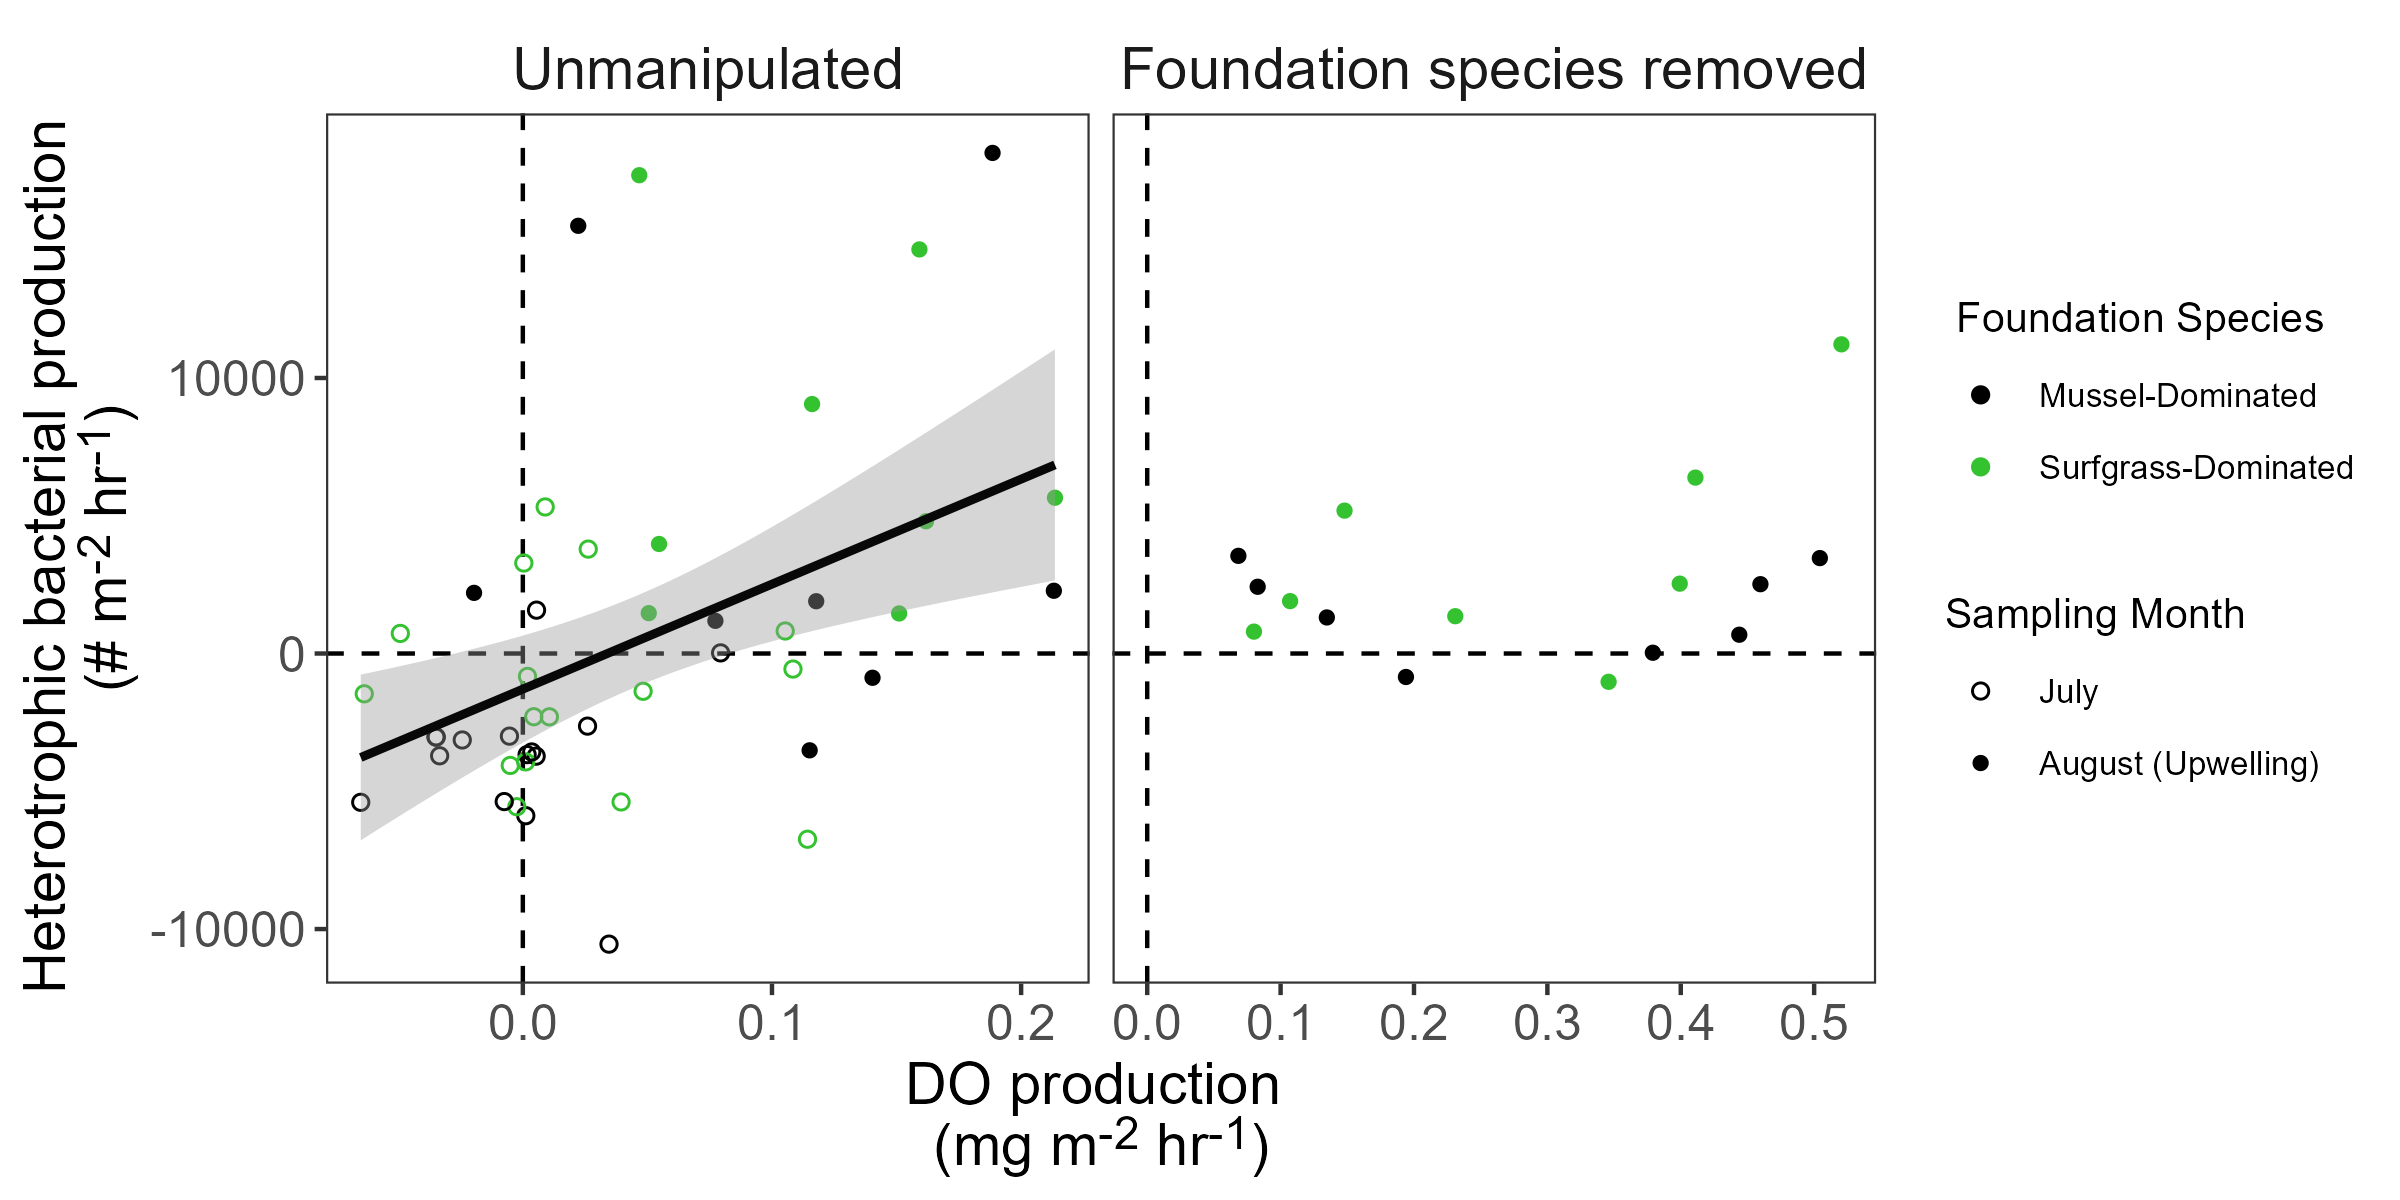 Unmanipulated
Foundation species removed
Heterotrophic bacterial production
(# m-2 hr-1)
10000
0
-10000
0.0
0.1
0.2
0.0
0.1
0.2
0.3
0.4
0.5
DO production
(mg m-2 hr-1)
Foundation Species
Mussel-Dominated
Surfgrass-Dominated
Sampling Month
July
August (Upwelling)